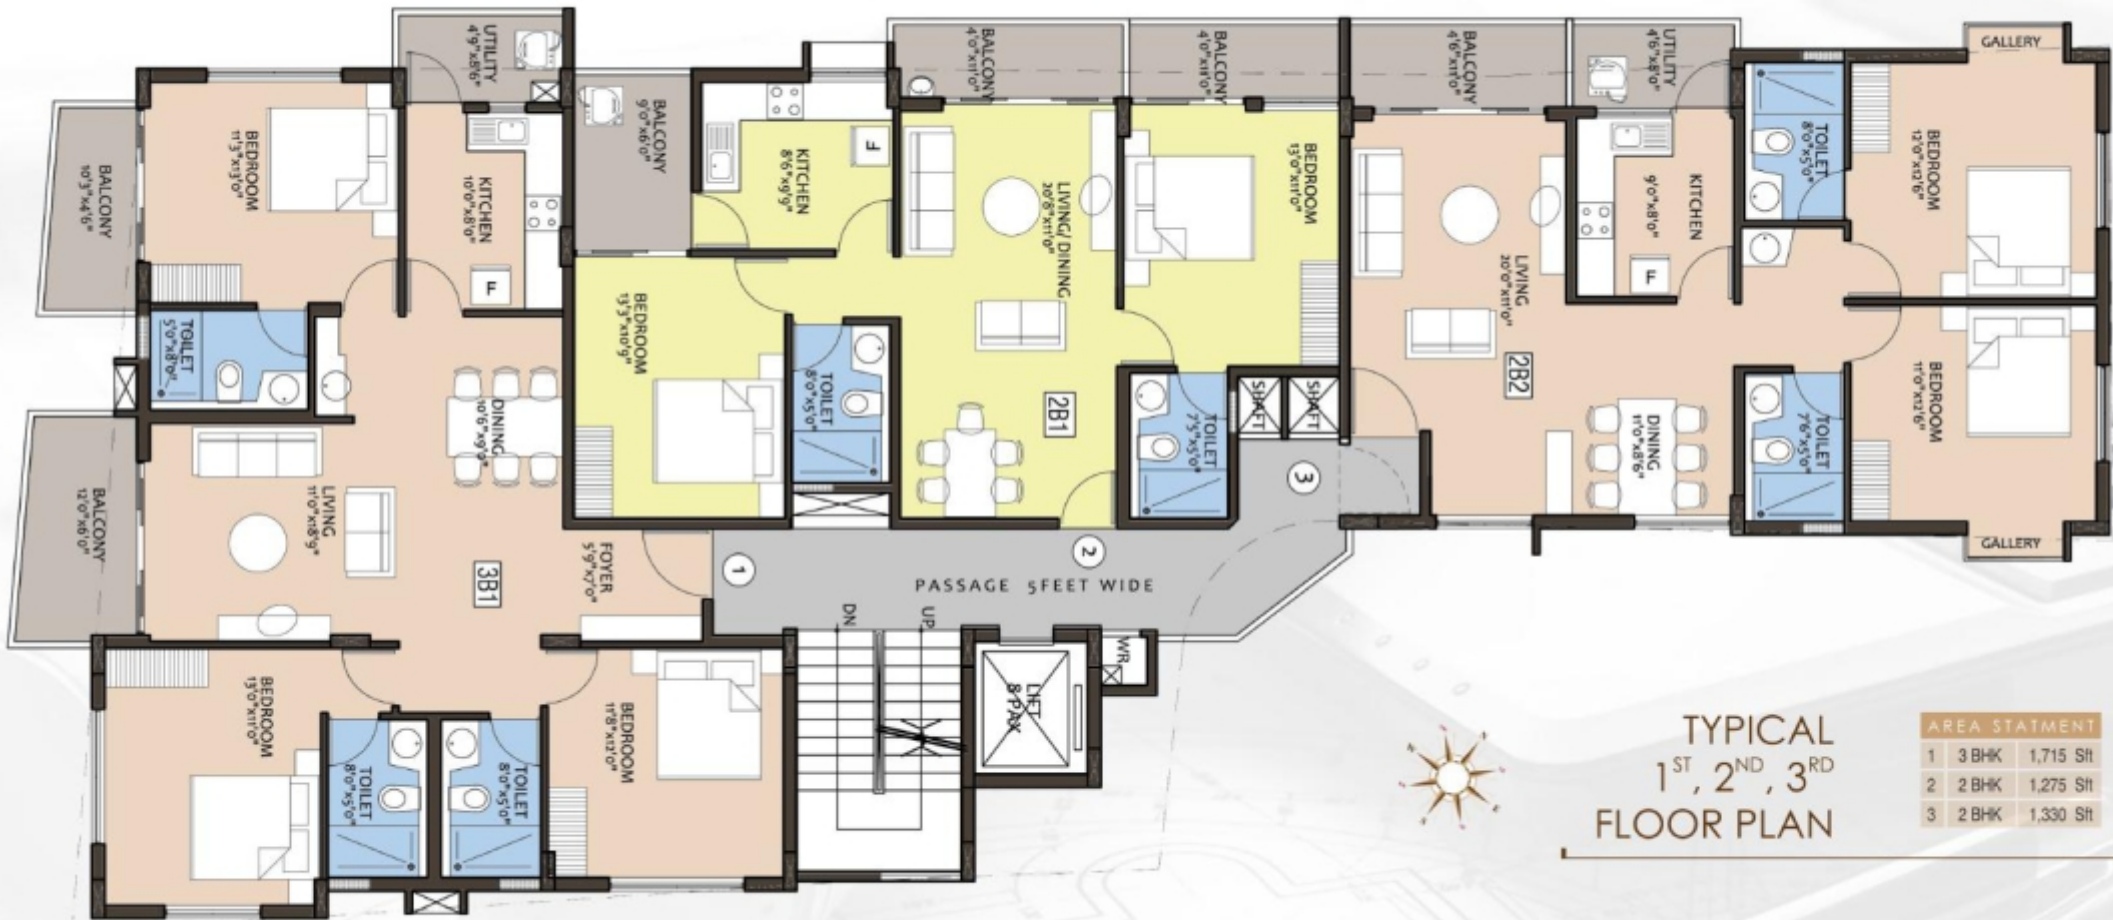 UTILITY
4'9"x8'6"
BEDROOM
11'3"x13'0"
BALCONY
10'3"x4'6"
KITCHEN
10'0"x8'0"
F
TOILET
5'0"x8'0"
DINING
10'6"x9'0"
LIVING
11'0"x18'9"
BALCONY
12'0"x6'0"
3B1
FOYER
5'9"x7'0"
BEDROOM
13'0"x11'0"
TOILET
8'0"x5'0"
TOILET
8'0"x5'0"
BEDROOM
11'8"x12'0"
BALCONY
9'0"x6'0"
KITCHEN
8'6"x9'9"
F
BALCONY
4'0"x11'0"
BALCONY
4'0"x11'0"
LIVING/ DINING
20'8"x11'0"
BEDROOM
13'0"x11'0"
BEDROOM
13'3"x10'9"
TOILET
8'0"x5'0"
2B1
TOILET
7'5"x5'0"
SHAFT
SHAFT
BALCONY
4'6"x11'0"
UTILITY
4'6"x8'0"
KITCHEN
9'0"x8'0"
F
LIVING
20'0"x11'0"
2B2
DINING
11'0"x8'6"
TOILET
8'0"x5'0"
TOILET
7'6"x5'0"
GALLERY
BEDROOM
12'0"x12'6"
BEDROOM
11'0"x12'6"
GALLERY
1
2
3
PASSAGE 5FEET WIDE
DN
UP
LIFT
8 PAX
WR
TYPICAL
1ST, 2ND, 3RD
FLOOR PLAN
AREA STATMENT
1 3 BHK 1,715 Sft
2 2 BHK 1,275 Sft
3 2 BHK 1,330 Sft